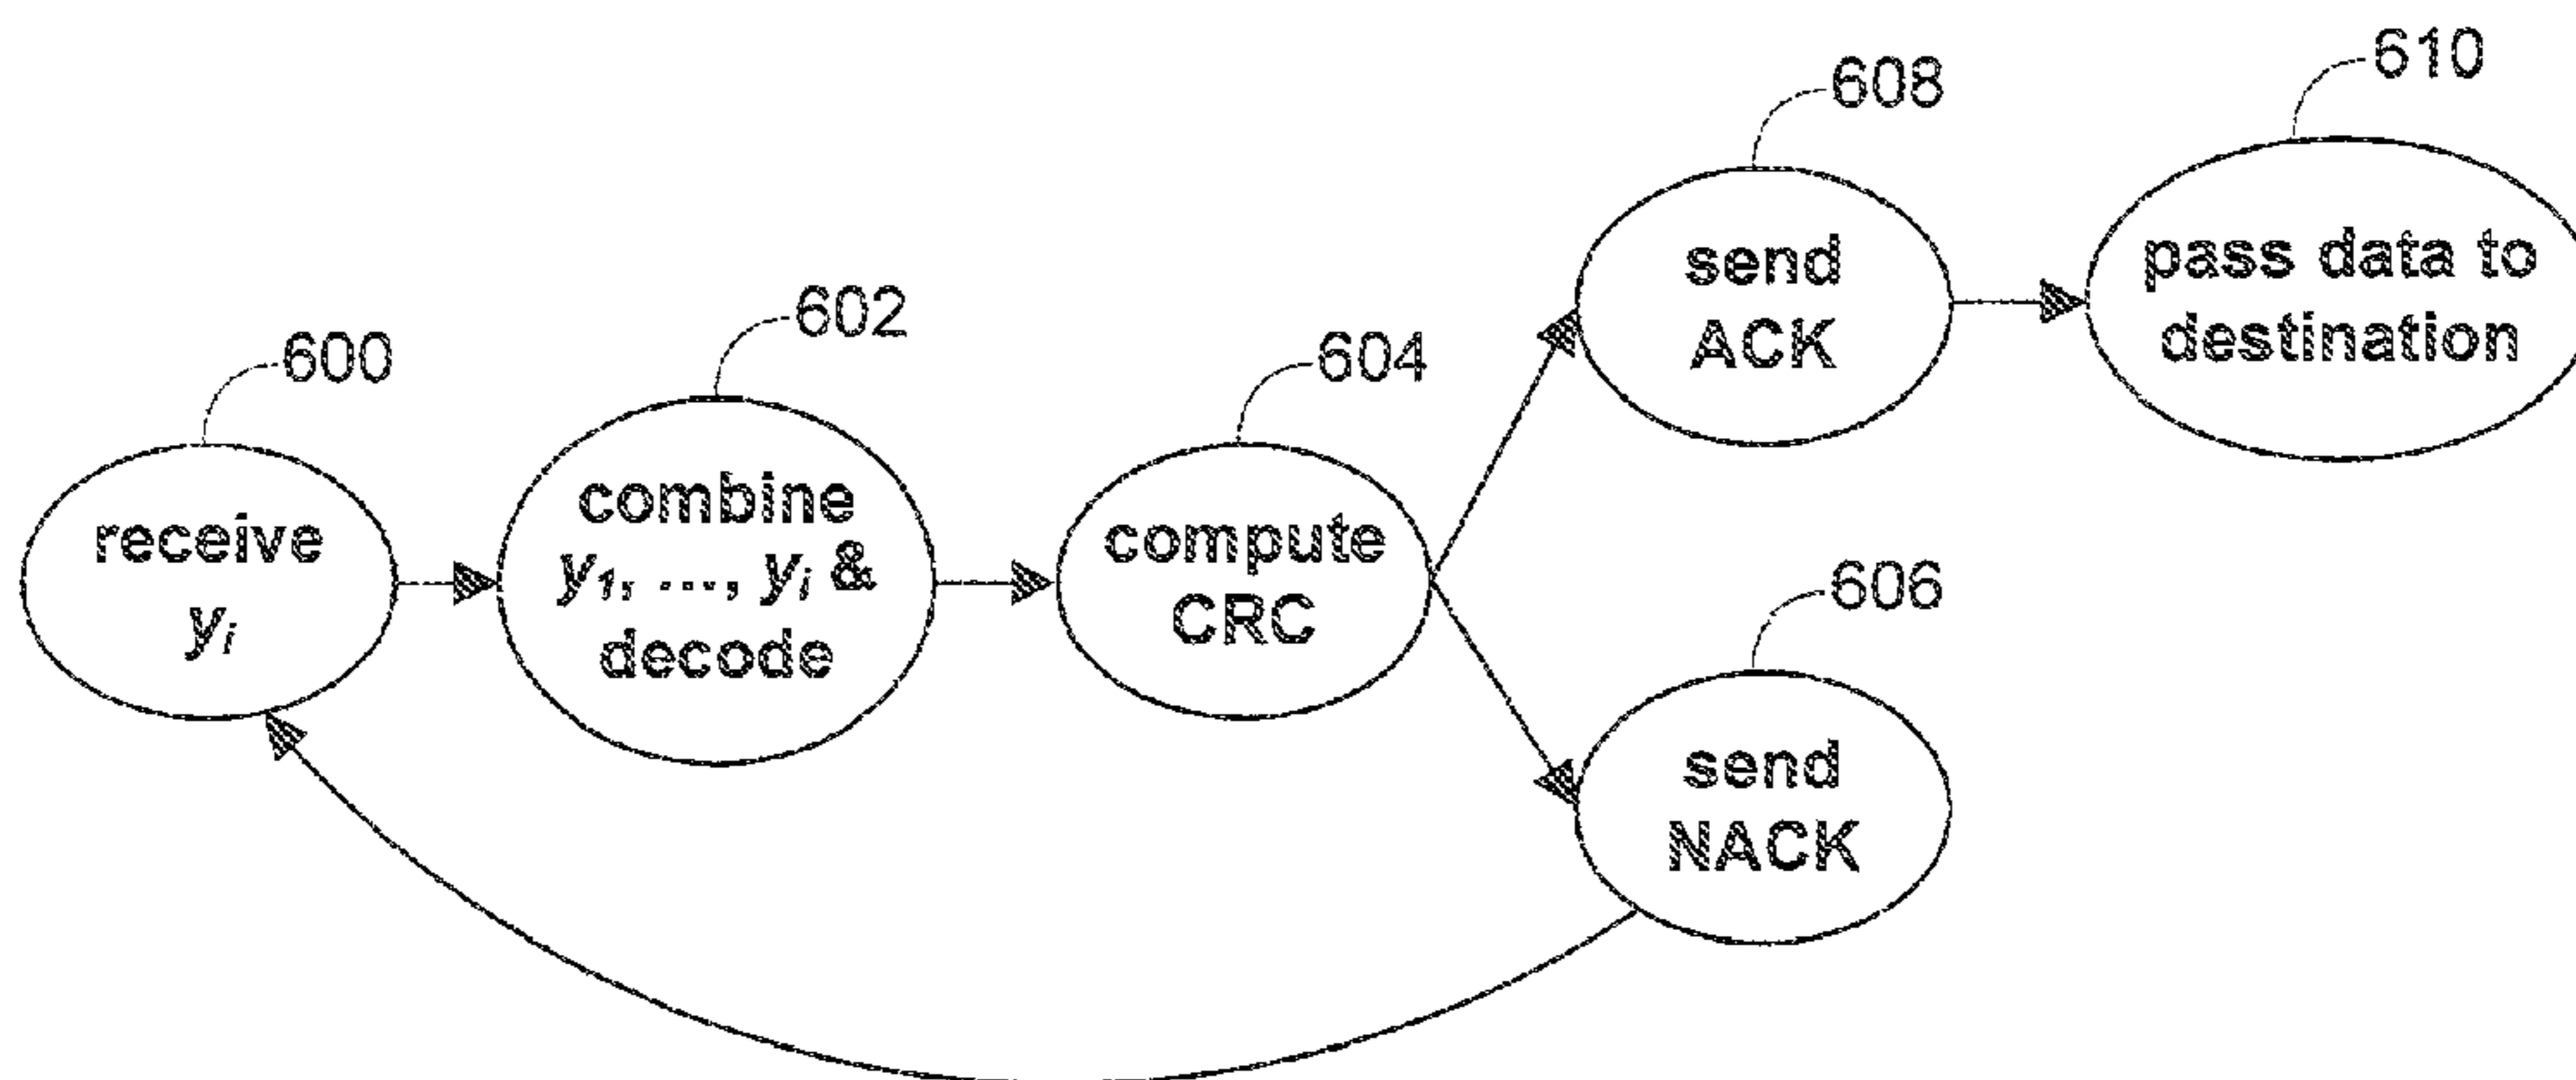 600
receive
yi
602
combine
y1, ..., yi &
decode
604
compute
CRC
608
send
ACK
610
pass data to
destination
606
send
NACK